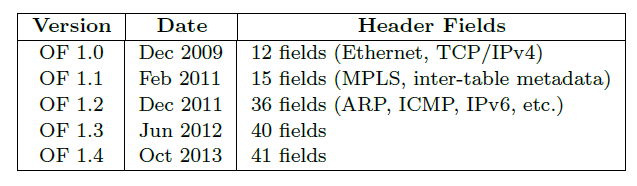 Version Date Header Fields
OF 1.0 Dec 2009 12 fields (Ethernet, TCP/IPv4)
OF 1.1 Feb 2011 15 fields (MPLS, inter-table metadata)
OF 1.2 Dec 2011 36 fields (ARP, ICMP, IPv6, etc.)
OF 1.3 Jun 2012 40 fields
OF 1.4 Oct 2013 41 fields